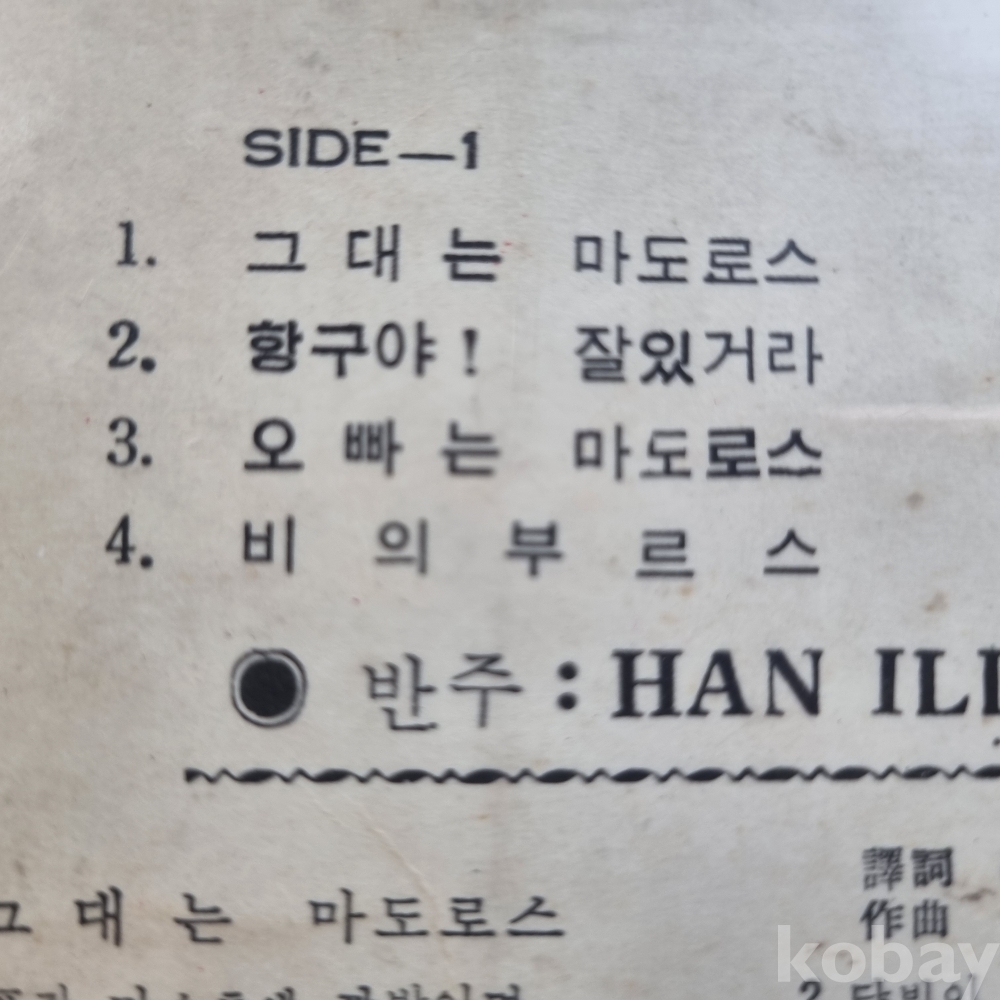 SIDE—1
1. 그 대 는 마도로스
2. 황구야! 잘있거라
3. 오 빠 는 마도로스
4. 비 의 부 르 스
반주 : HAN IL
그 대 는 마도로스
譯詞
作曲
kobay
2